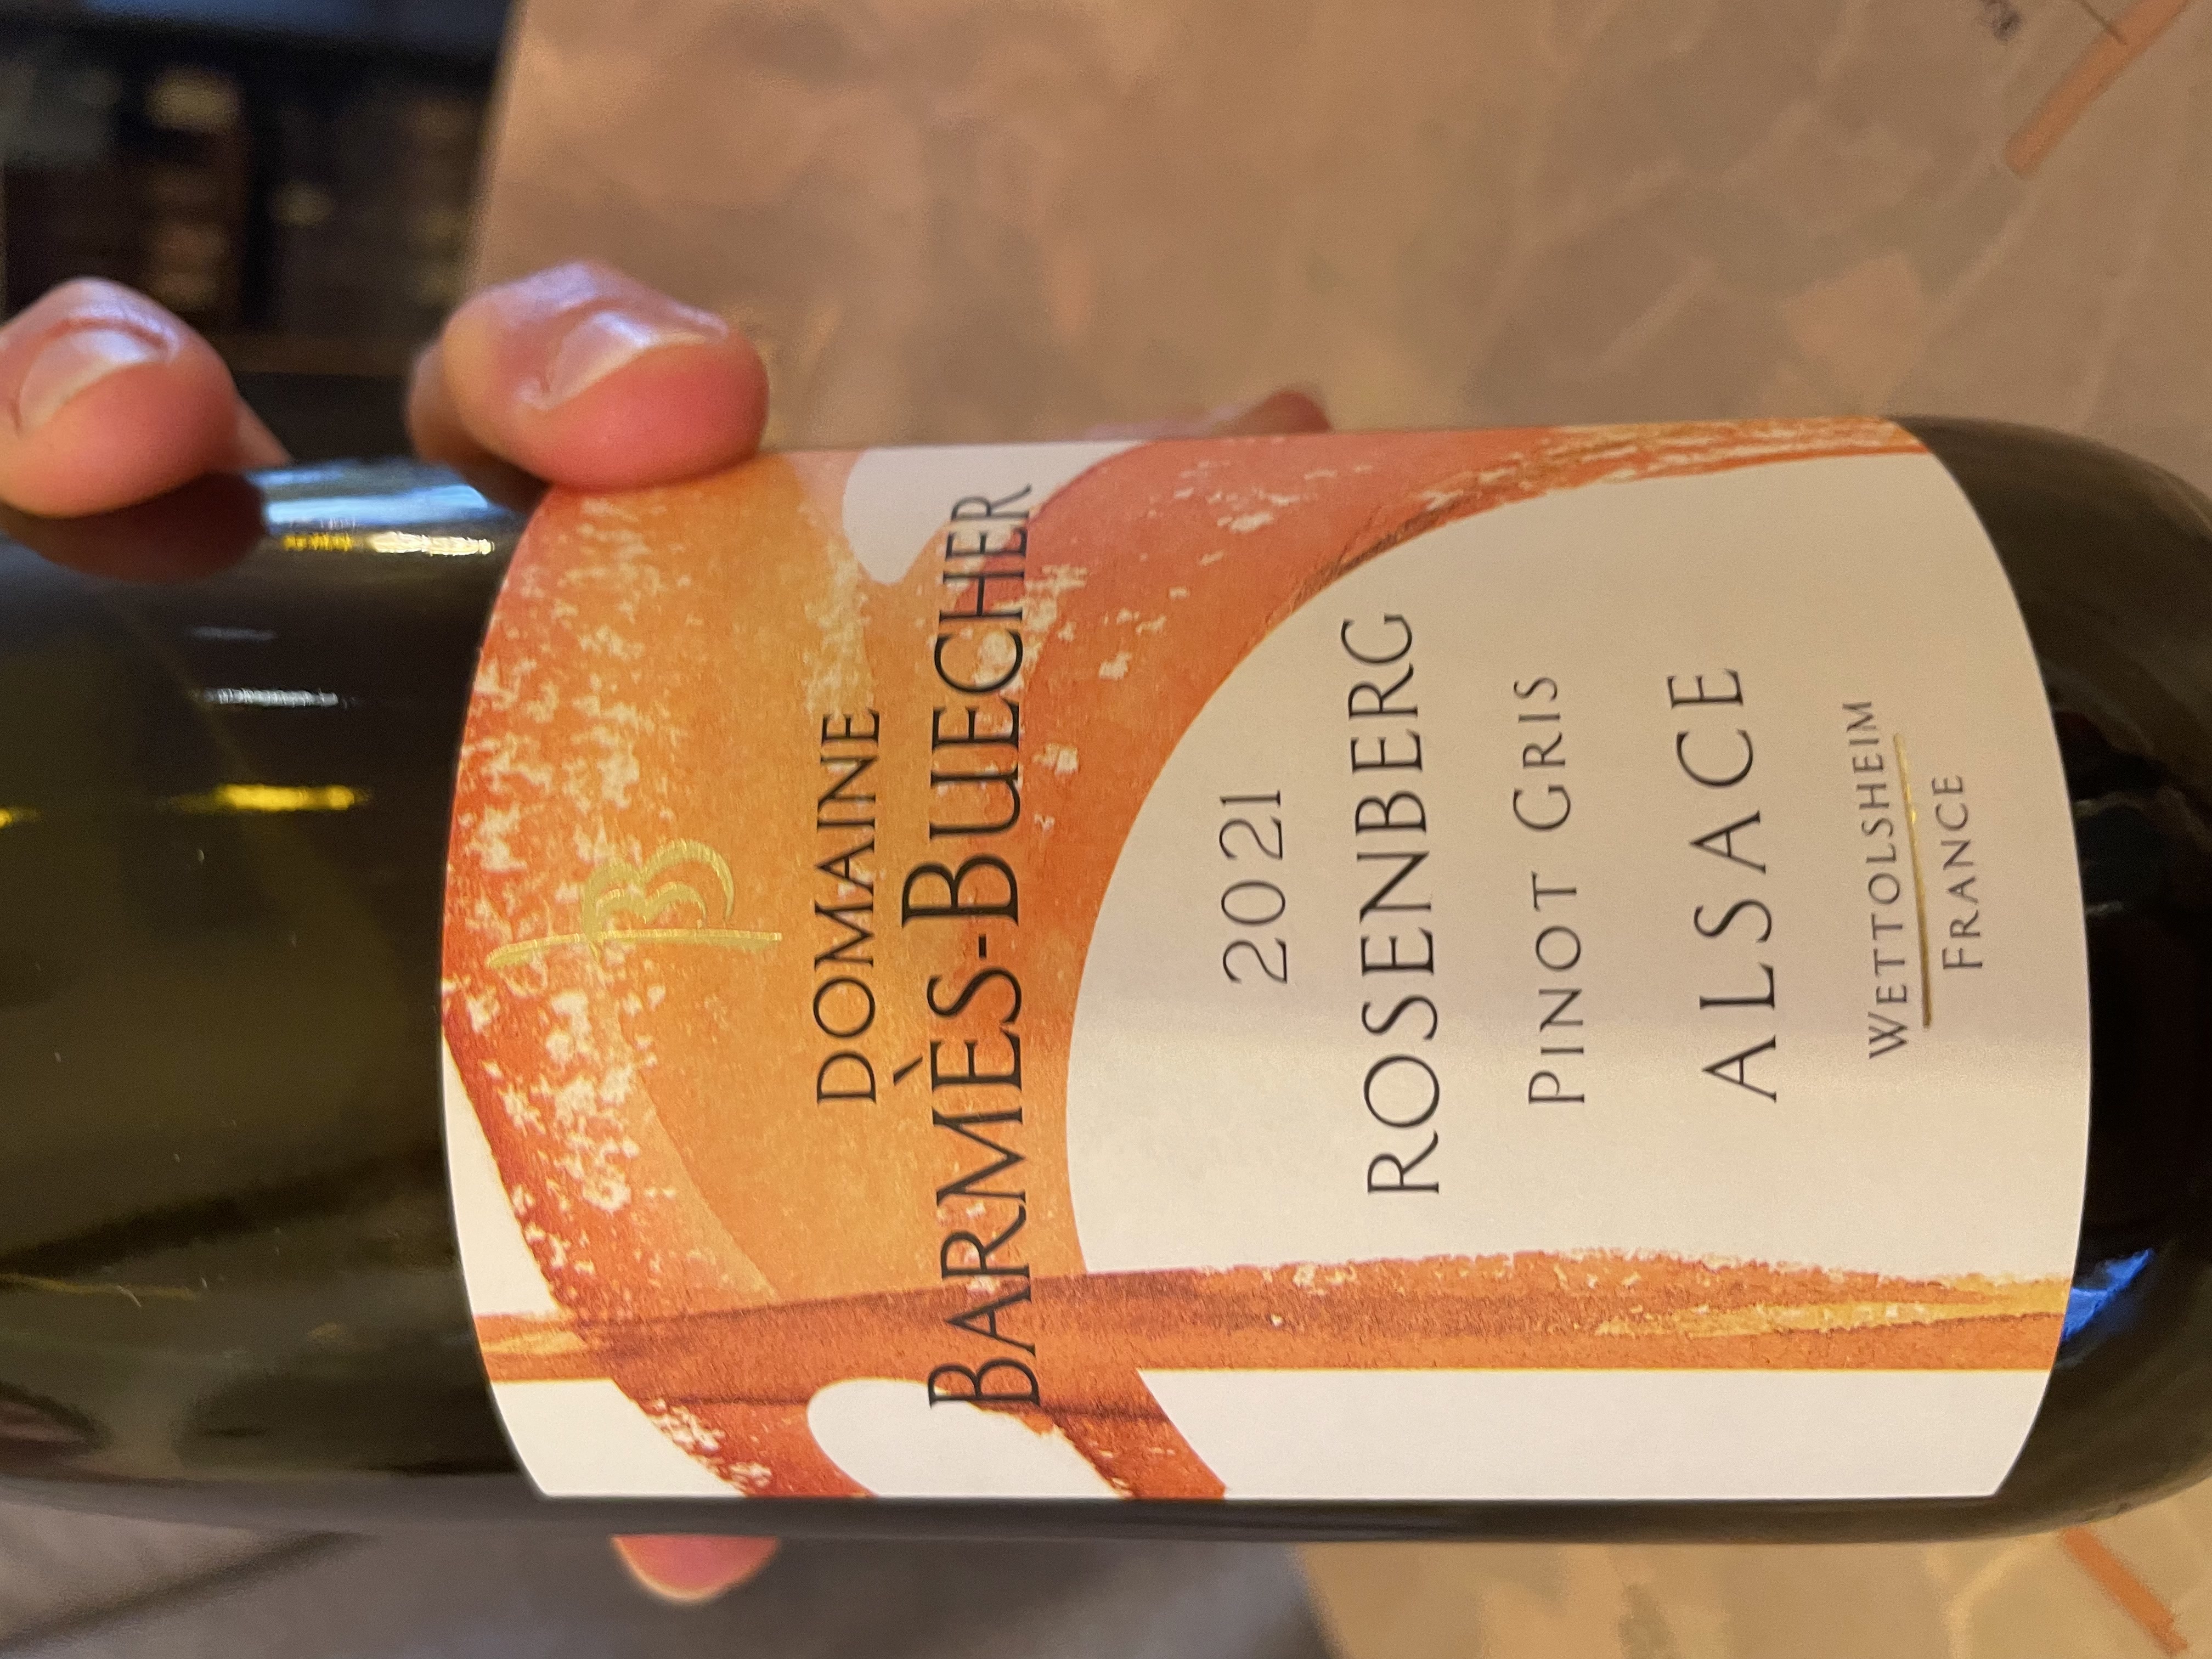 DOMAINE
BARMÈS-BUECHER
2021
ROSENBERG
PINOT GRIS
ALSACE
WETTOLSHEIM
FRANCE